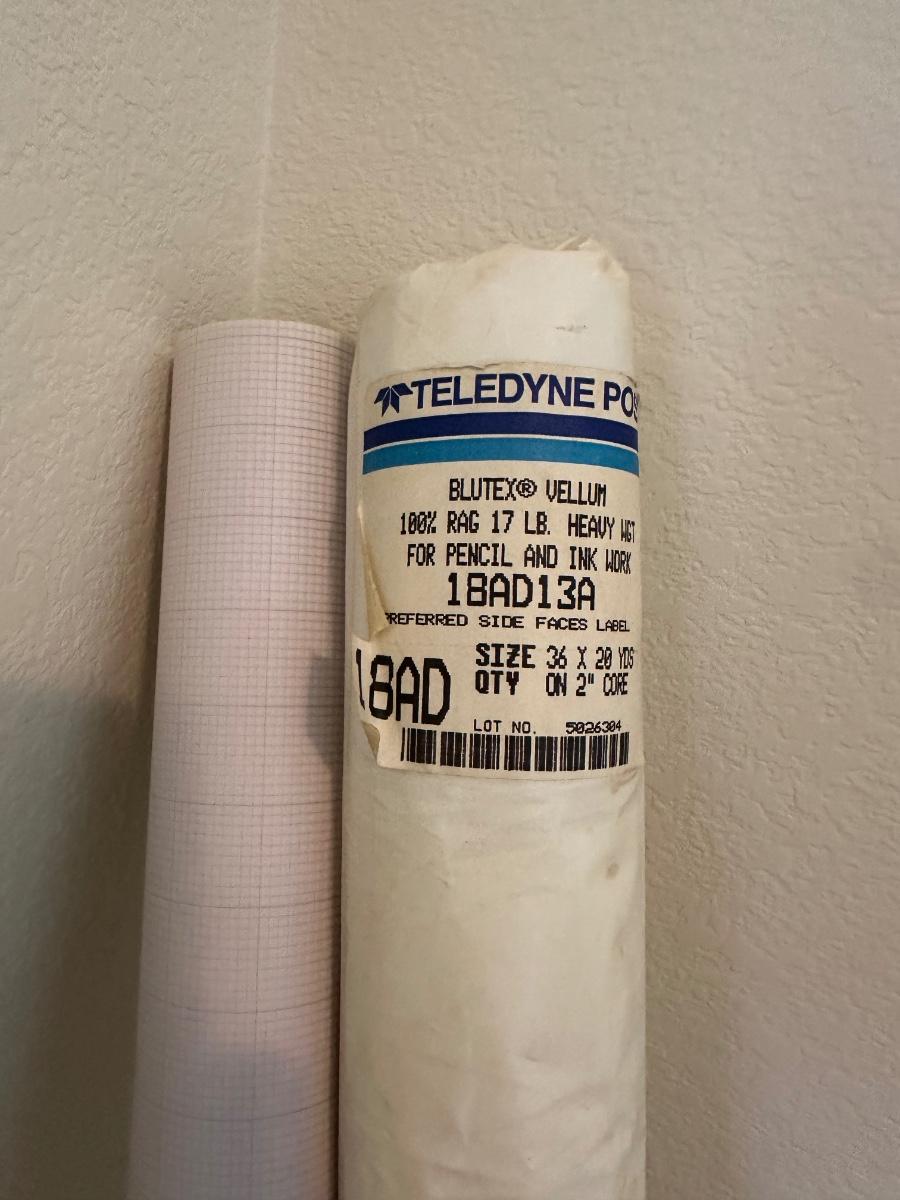 TELEDYNE POS
BLUTEX® VELLUM
100% RAG 17 LB. HEAVY WGT
FOR PENCIL AND INK WORK
18AD13A
PREFERRED SIDE FACES LABEL
SIZE 36 X 20 YDS
QTY ON 2" CORE
18AD
LOT NO. 5026304